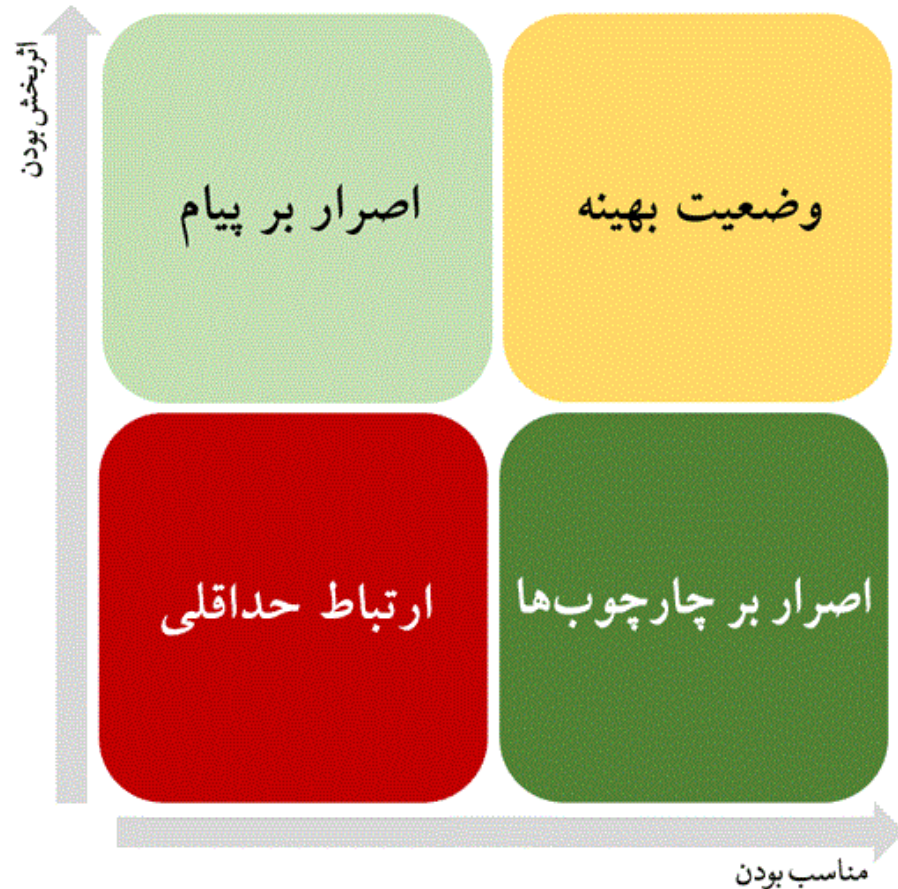 اثربخش بودن
وضعیت بهینه
اصرار بر پیام
اصرار بر چارچوب‌ها
ارتباط حداقلی
مناسب بودن